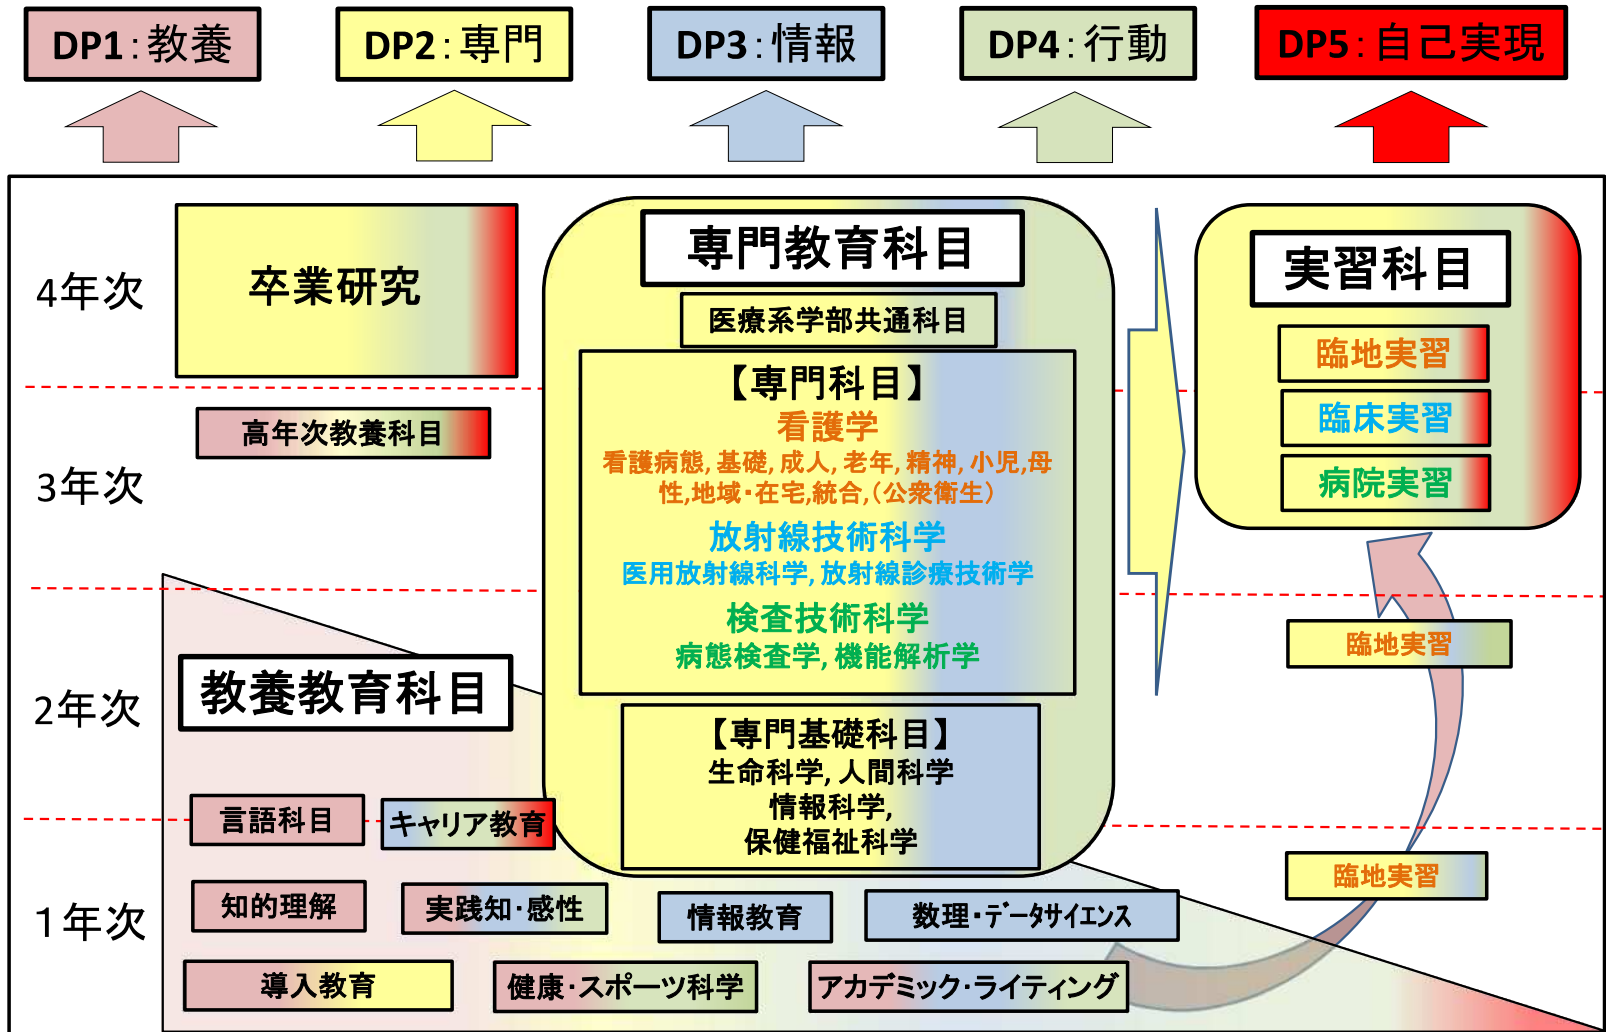 DP1：教養
DP2：専門
DP3：情報
DP4：行動
DP5：自己実現
4年次
卒業研究
専門教育科目
医療系学部共通科目
【専門科目】
看護学
看護病態, 基礎, 成人, 老年, 精神, 小児,母
性,地域・在宅,統合,（公衆衛生）
放射線技術科学
医用放射線科学, 放射線診療技術学
検査技術科学
病態検査学, 機能解析学
【専門基礎科目】
生命科学, 人間科学
情報科学,
保健福祉科学
実習科目
臨地実習
臨床実習
病院実習
3年次
高年次教養科目
2年次
教養教育科目
臨地実習
言語科目
キャリア教育
1年次
知的理解
実践知・感性
情報教育
数理・データサイエンス
臨地実習
導入教育
健康・スポーツ科学
アカデミック・ライティング